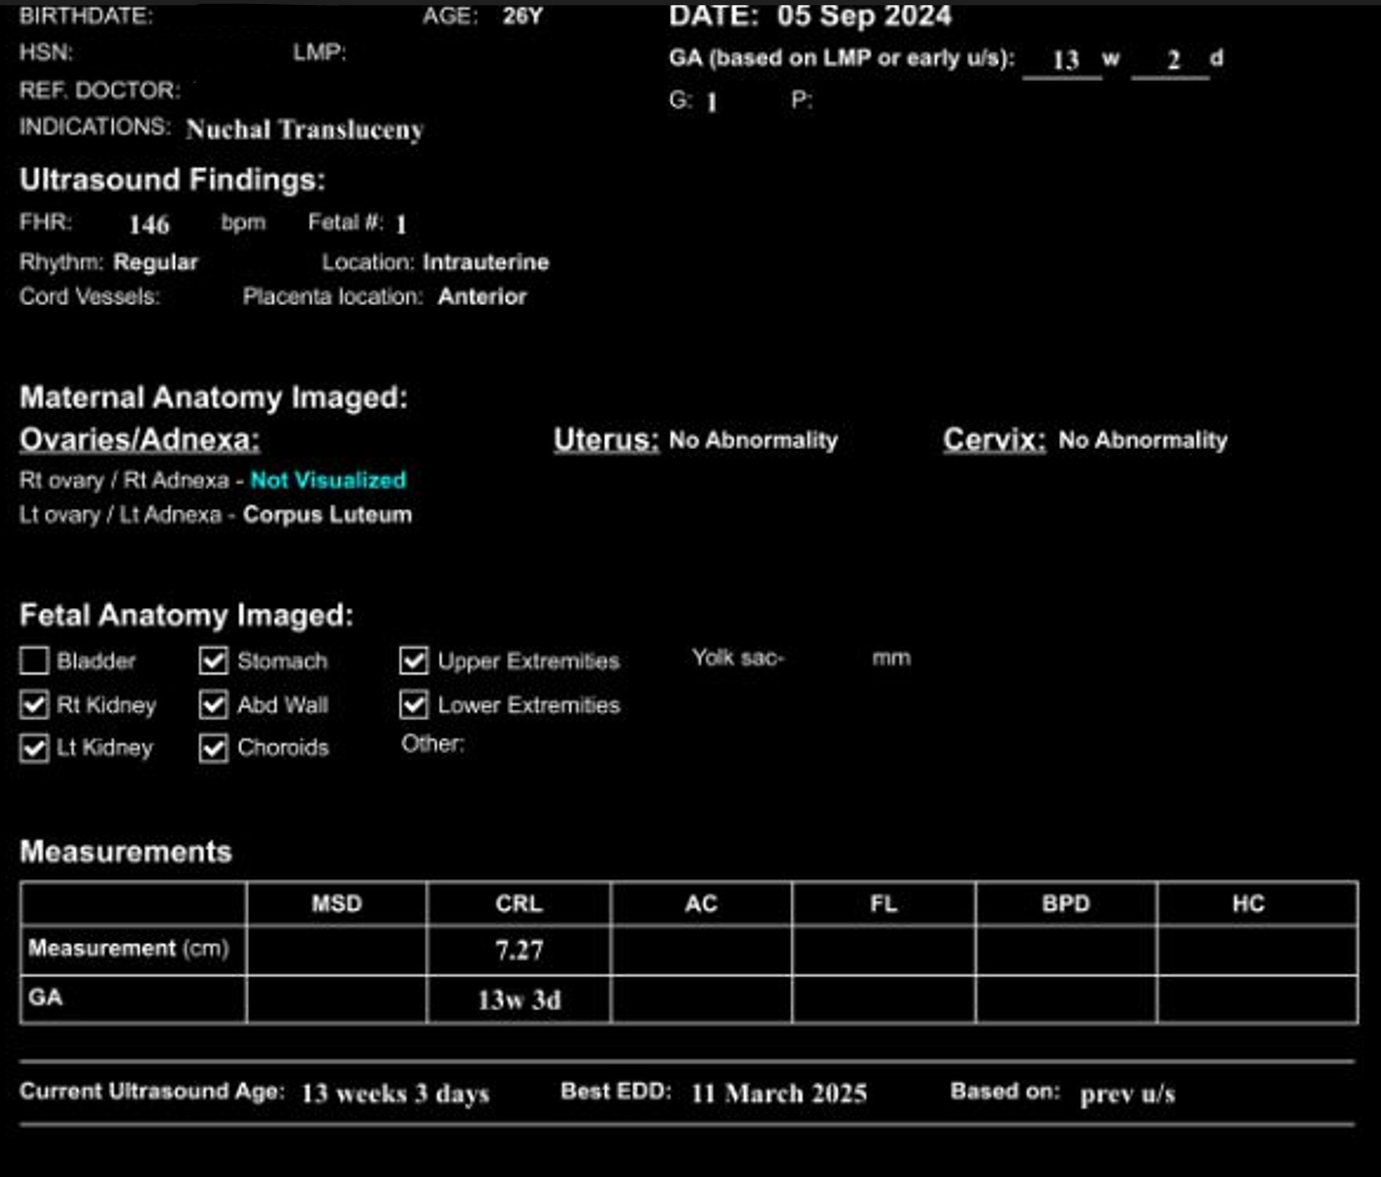 BIRTHDATE: AGE: 26Y DATE: 05 Sep 2024
HSN: LMP: GA (based on LMP or early u/s): 13 w 2 d
REF. DOCTOR: G: 1 P:
INDICATIONS: Nuchal Transluceny
Ultrasound Findings:
FHR: 146 bpm Fetal #: 1
Rhythm: Regular Location: Intrauterine
Cord Vessels: Placenta location: Anterior
Maternal Anatomy Imaged:
Ovaries/Adnexa: Uterus: No Abnormality Cervix: No Abnormality
Rt ovary / Rt Adnexa - Not Visualized
Lt ovary / Lt Adnexa - Corpus Luteum
Fetal Anatomy Imaged:
Bladder Stomach Upper Extremities Yolk sac- mm
Rt Kidney Abd Wall Lower Extremities
Lt Kidney Choroids Other:
Measurements
MSD CRL AC FL BPD HC
Measurement (cm) 7.27
GA 13w 3d
Current Ultrasound Age: 13 weeks 3 days Best EDD: 11 March 2025 Based on: prev u/s